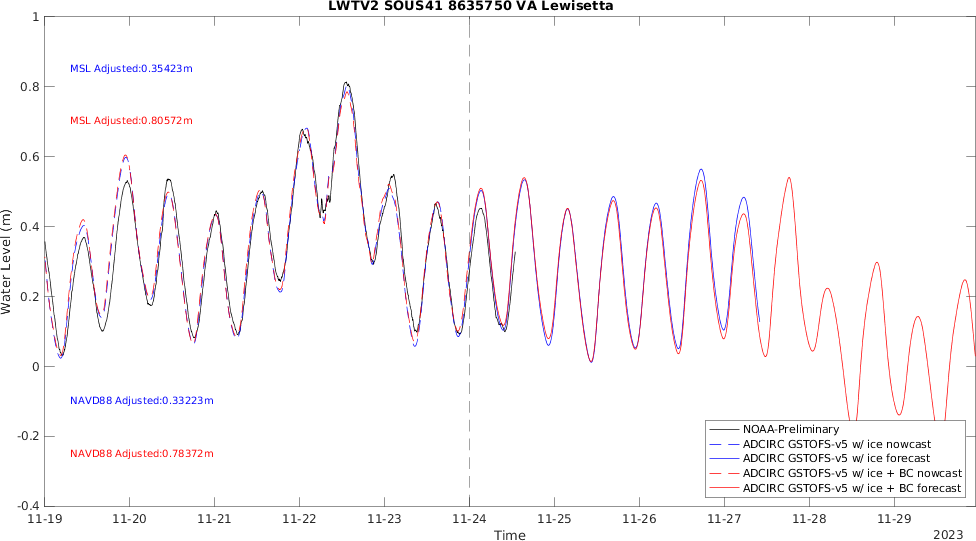 LWTV2 SOUS41 8635750 VA Lewisetta
1
0.8
0.6
0.4
0.2
0
-0.2
-0.4
Water Level (m)
MSL Adjusted:0.35423m
MSL Adjusted:0.80572m
NAVD88 Adjusted:0.33223m
NAVD88 Adjusted:0.78372m
NOAA-Preliminary
ADCIRC GSTOFS-v5 w/ ice nowcast
ADCIRC GSTOFS-v5 w/ ice forecast
ADCIRC GSTOFS-v5 w/ ice + BC nowcast
ADCIRC GSTOFS-v5 w/ ice + BC forecast
11-19 11-20 11-21 11-22 11-23 11-24 11-25 11-26 11-27 11-28 11-29
Time
2023